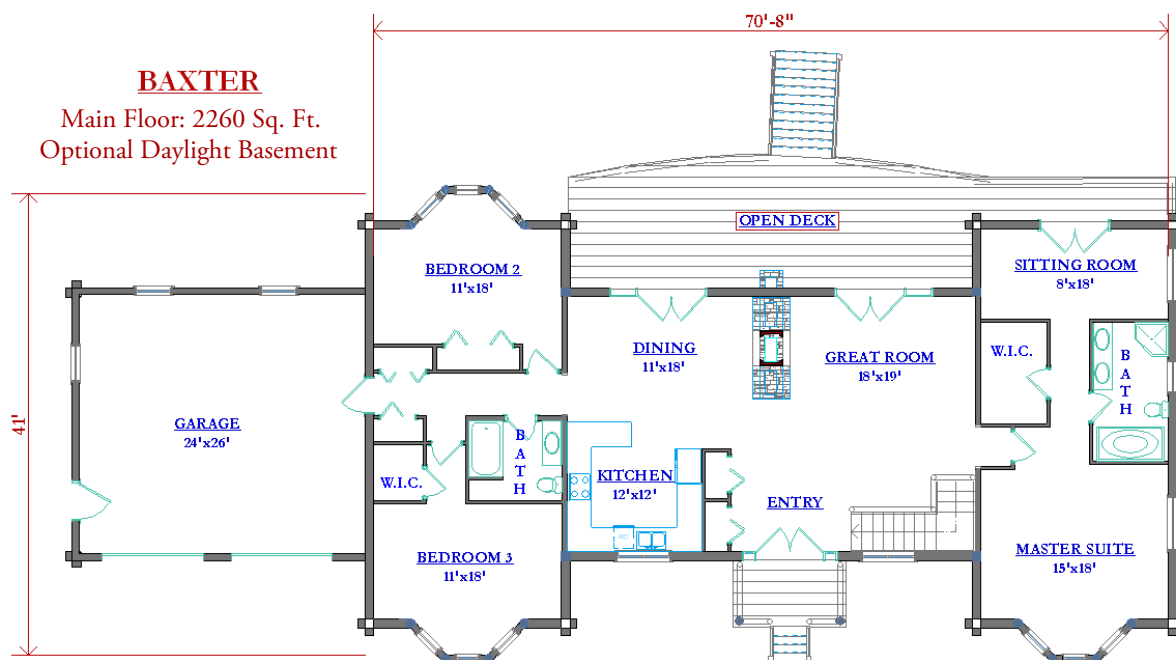 70'-8"
BAXTER
Main Floor: 2260 Sq. Ft.
Optional Daylight Basement
OPEN DECK
BEDROOM 2
11'x18'
SITTING ROOM
8'x18'
DINING
11'x18'
GREAT ROOM
18'x19'
W.I.C.
BATH
41'
GARAGE
24'x26'
BATH
W.I.C.
KITCHEN
12'x12'
ENTRY
BEDROOM 3
11'x18'
MASTER SUITE
15'x18'